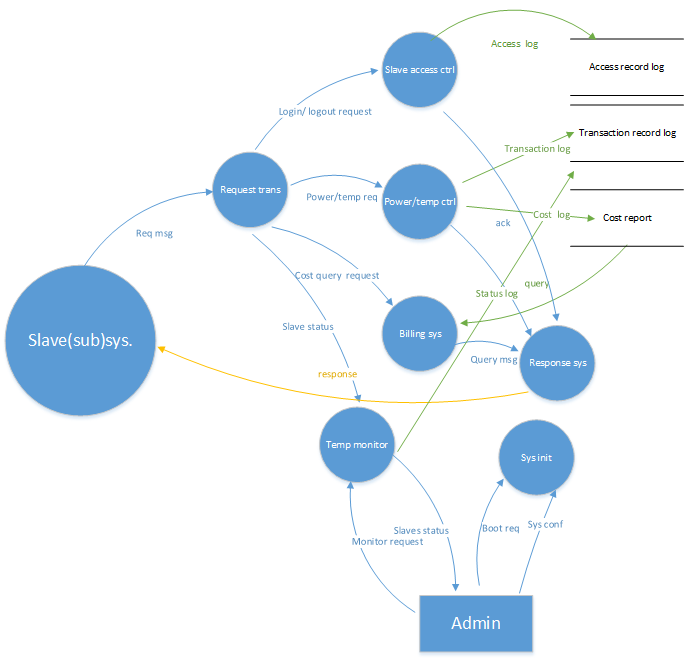 Access log
Slave access ctrl
Access record log
Login/ logout request
Transaction record log
Transaction log
Request trans
Power/temp req
Power/temp ctrl
Cost log
Cost report
ack
Req msg
Cost query request
query
Status log
Slave status
Slave(sub)sys.
Billing sys
Query msg
Response sys
response
Temp monitor
Sys init
Slaves status
Monitor request
Boot req
Sys conf
Admin